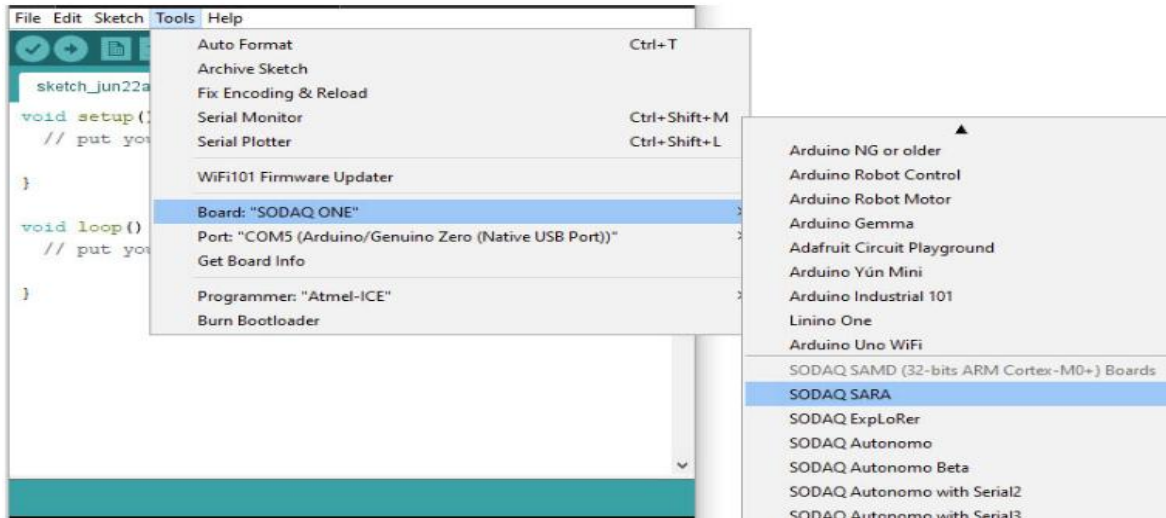 File Edit Sketch Tools Help
sketch_jun22a
void setup()
// put you
}
void loop()
// put you
}
Auto Format Ctrl+T
Archive Sketch
Fix Encoding & Reload
Serial Monitor Ctrl+Shift+M
Serial Plotter Ctrl+Shift+L
WiFi101 Firmware Updater
Board: "SODAQ ONE"
Port: "COM5 (Arduino/Genuino Zero (Native USB Port))"
Get Board Info
Programmer: "Atmel-ICE"
Burn Bootloader
Arduino NG or older
Arduino Robot Control
Arduino Robot Motor
Arduino Gemma
Adafruit Circuit Playground
Arduino Yún Mini
Arduino Industrial 101
Linino One
Arduino Uno WiFi
SODAQ SAMD (32-bits ARM Cortex-M0+) Boards
SODAQ SARA
SODAQ ExpLoRer
SODAQ Autonomo
SODAQ Autonomo Beta
SODAQ Autonomo with Serial2
SODAQ Autonomo with Serial3